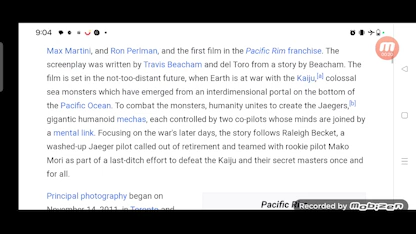 9:04
Max Martini, and Ron Perlman, and the first film in the Pacific Rim franchise. The
screenplay was written by Travis Beacham and del Toro from a story by Beacham. The
film is set in the not-too-distant future, when Earth is at war with the Kaiju,[a] colossal
sea monsters which have emerged from an interdimensional portal on the bottom of
the Pacific Ocean. To combat the monsters, humanity unites to create the Jaegers,[b]
gigantic humanoid mechas, each controlled by two co-pilots whose minds are joined by
a mental link. Focusing on the war's later days, the story follows Raleigh Becket, a
washed-up Jaeger pilot called out of retirement and teamed with rookie pilot Mako
Mori as part of a last-ditch effort to defeat the Kaiju and their secret masters once and
for all.
Principal photography began on
November 14, 2011, in Toronto and
Pacific Rim
Recorded by mobizen